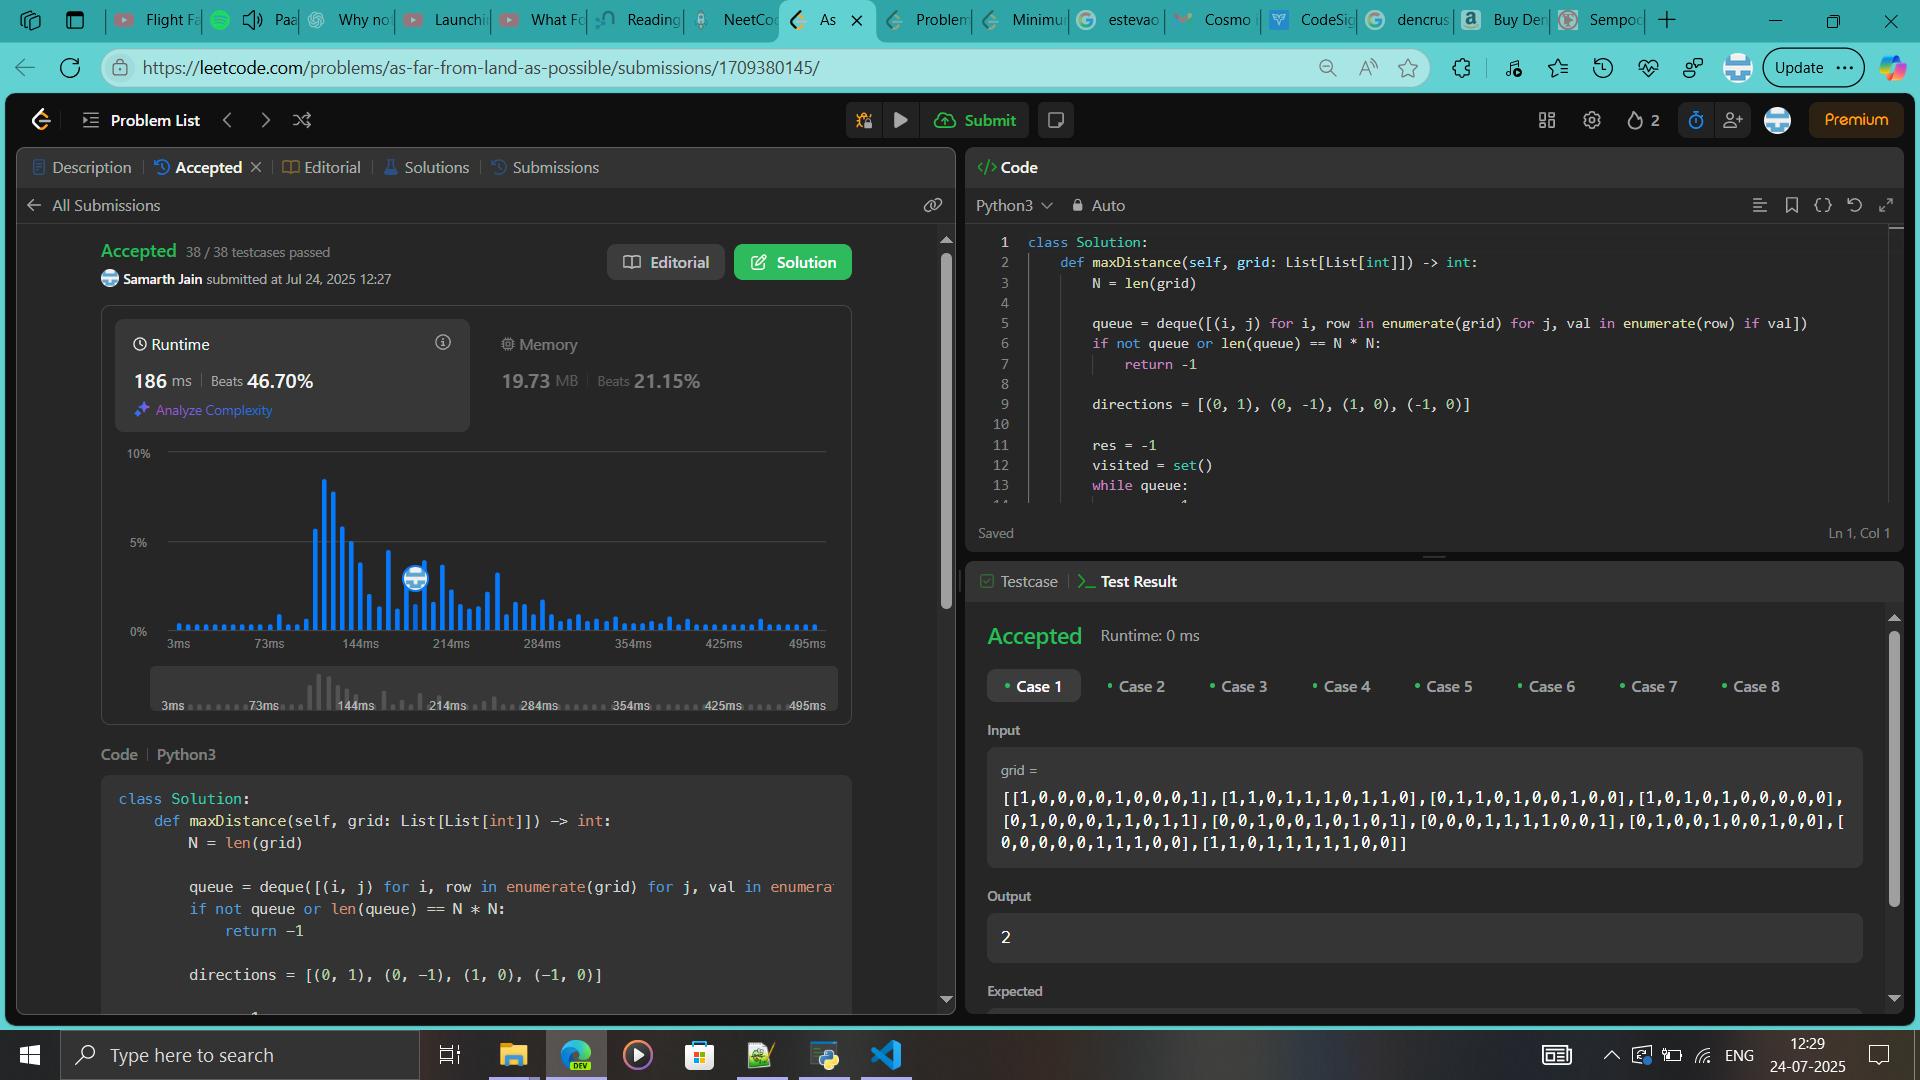 Flight Fa
Paa
Why no
Launchi
What Fo
Reading
NeetCo
As
Problem
Minimu
estevao
Cosmo i
CodeSig
dencrus
Buy Den
Sempo
https://leetcode.com/problems/as-far-from-land-as-possible/submissions/1709380145/
Update
Problem List
Submit
2
Premium
Description
Accepted
Editorial
Solutions
Submissions
All Submissions
Accepted 38 / 38 testcases passed
Samarth Jain submitted at Jul 24, 2025 12:27
Editorial
Solution
Runtime
186 ms Beats 46.70%
Analyze Complexity
Memory
19.73 MB Beats 21.15%
10%
5%
0%
3ms 73ms 144ms 214ms 284ms 354ms 425ms 495ms
3ms 73ms 144ms 214ms 284ms 354ms 425ms 495ms
Code Python3
class Solution:
def maxDistance(self, grid: List[List[int]]) -> int:
N = len(grid)
queue = deque([(i, j) for i, row in enumerate(grid) for j, val in enumera
if not queue or len(queue) == N * N:
return -1
directions = [(0, 1), (0, -1), (1, 0), (-1, 0)]
Code
Python3 Auto
1 class Solution:
2 def maxDistance(self, grid: List[List[int]]) -> int:
3 N = len(grid)
4
5 queue = deque([(i, j) for i, row in enumerate(grid) for j, val in enumerate(row) if val])
6 if not queue or len(queue) == N * N:
7 return -1
8
9 directions = [(0, 1), (0, -1), (1, 0), (-1, 0)]
10
11 res = -1
12 visited = set()
13 while queue:
Saved
Ln 1, Col 1
Testcase
Test Result
Accepted Runtime: 0 ms
Case 1 Case 2 Case 3 Case 4 Case 5 Case 6 Case 7 Case 8
Input
grid =
[[1,0,0,0,0,1,0,0,0,1],[1,1,0,1,1,1,0,1,1,0],[0,1,1,0,1,0,0,1,0,0],[1,0,1,0,1,0,0,0,0,0],
[0,1,0,0,0,1,1,0,1,1],[0,0,1,0,0,1,0,1,0,1],[0,0,0,1,1,1,1,0,0,1],[0,1,0,0,1,0,0,1,0,0],[
0,0,0,0,0,1,1,1,0,0],[1,1,0,1,1,1,1,1,0,0]]
Output
2
Expected
Type here to search
DEV
ENG
12:29
24-07-2025